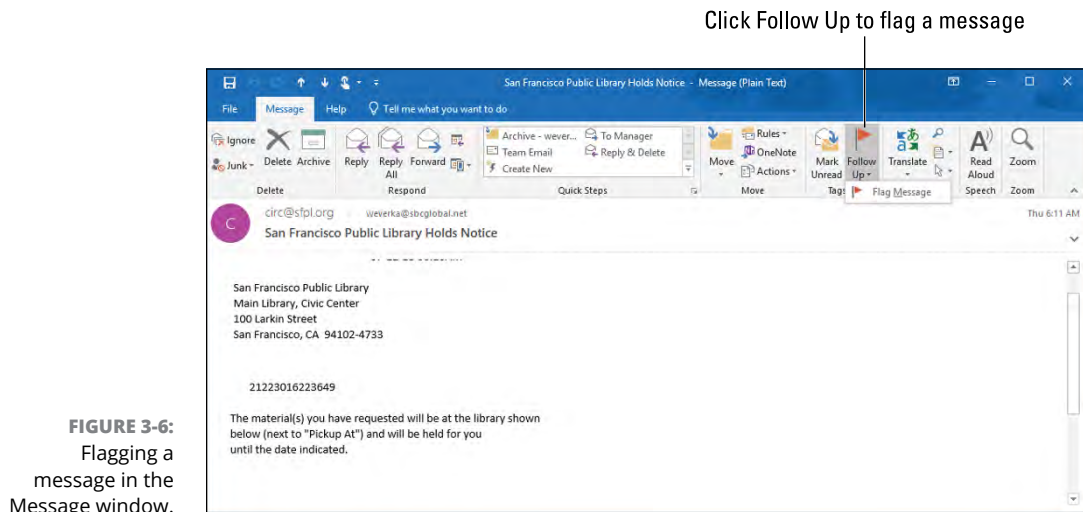 Click Follow Up to flag a message
San Francisco Public Library Holds Notice - Message (Plain Text)
File Message Help Tell me what you want to do
Ignore
Junk
Delete Archive
Reply Reply All Forward
Archive - wever... To Manager
Team Email Reply & Delete
Create New
Move
Rules
OneNote
Actions
Mark Unread
Follow Up
Translate
Read Aloud
Zoom
Delete Respond Quick Steps Move Tags Speech Zoom
Flag Message
C
circ@sfpl.org weverka@sbcglobal.net Thu 6:11 AM
San Francisco Public Library Holds Notice
San Francisco Public Library
Main Library, Civic Center
100 Larkin Street
San Francisco, CA 94102-4733
21223016223649
The material(s) you have requested will be at the library shown
below (next to "Pickup At") and will be held for you
until the date indicated.
FIGURE 3-6:
Flagging a
message in the
Message window.